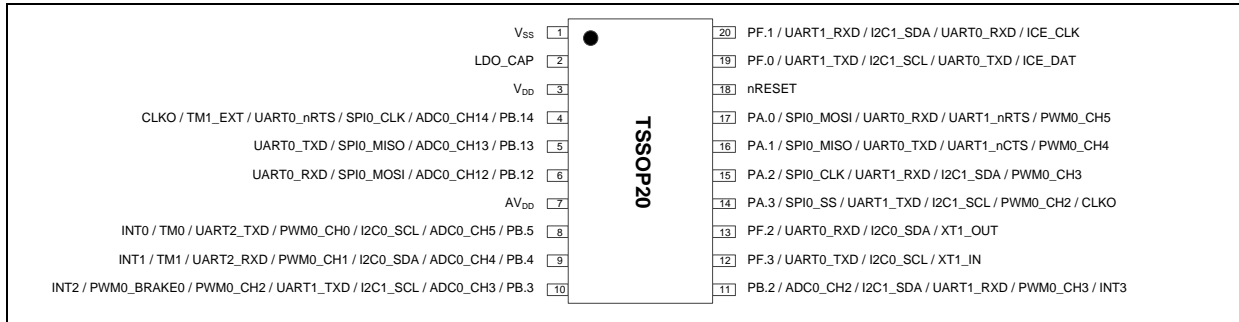 VSS 1
LDO_CAP 2
VDD 3
CLKO / TM1_EXT / UART0_nRTS / SPI0_CLK / ADC0_CH14 / PB.14 4
UART0_TXD / SPI0_MISO / ADC0_CH13 / PB.13 5
UART0_RXD / SPI0_MOSI / ADC0_CH12 / PB.12 6
AVDD 7
INT0 / TM0 / UART2_TXD / PWM0_CH0 / I2C0_SCL / ADC0_CH5 / PB.5 8
INT1 / TM1 / UART2_RXD / PWM0_CH1 / I2C0_SDA / ADC0_CH4 / PB.4 9
INT2 / PWM0_BRAKE0 / PWM0_CH2 / UART1_TXD / I2C1_SCL / ADC0_CH3 / PB.3 10
TSSOP20
20 PF.1 / UART1_RXD / I2C1_SDA / UART0_RXD / ICE_CLK
19 PF.0 / UART1_TXD / I2C1_SCL / UART0_TXD / ICE_DAT
18 nRESET
17 PA.0 / SPI0_MOSI / UART0_RXD / UART1_nRTS / PWM0_CH5
16 PA.1 / SPI0_MISO / UART0_TXD / UART1_nCTS / PWM0_CH4
15 PA.2 / SPI0_CLK / UART1_RXD / I2C1_SDA / PWM0_CH3
14 PA.3 / SPI0_SS / UART1_TXD / I2C1_SCL / PWM0_CH2 / CLKO
13 PF.2 / UART0_RXD / I2C0_SDA / XT1_OUT
12 PF.3 / UART0_TXD / I2C0_SCL / XT1_IN
11 PB.2 / ADC0_CH2 / I2C1_SDA / UART1_RXD / PWM0_CH3 / INT3